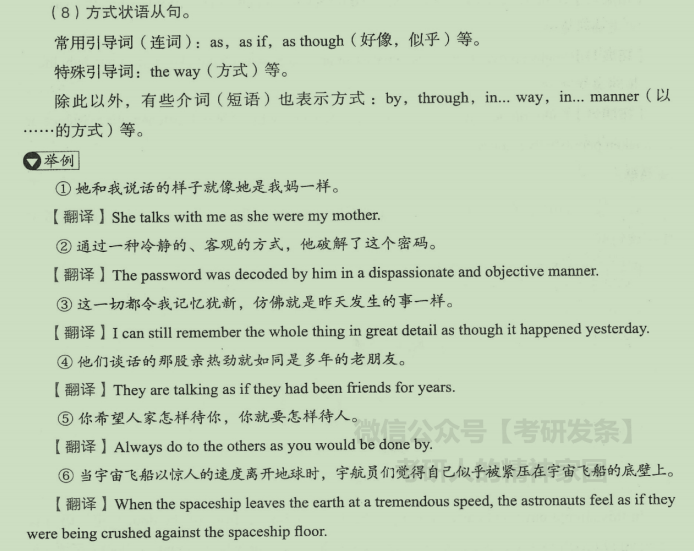 （8）方式状语从句。
常用引导词（连词）：as，as if，as though（好像，似乎）等。
特殊引导词：the way（方式）等。
除此以外，有些介词（短语）也表示方式：by，through，in... way，in... manner（以
……的方式）等。
举例
① 她和我说话的样子就像她是我妈一样。
【翻译】She talks with me as she were my mother.
② 通过一种冷静的、客观的方式，他破解了这个密码。
【翻译】The password was decoded by him in a dispassionate and objective manner.
③ 这一切都令我记忆犹新，仿佛就是昨天发生的事一样。
【翻译】I can still remember the whole thing in great detail as though it happened yesterday.
④ 他们谈话的那股亲热劲就如同是多年的老朋友。
【翻译】They are talking as if they had been friends for years.
⑤ 你希望人家怎样待你，你就要怎样待人。
微信公众号【考研发条】
【翻译】Always do to the others as you would be done by.
考研人的精神家园
⑥ 当宇宙飞船以惊人的速度离开地球时，宇航员们觉得自己似乎被紧压在宇宙飞船的底壁上。
【翻译】When the spaceship leaves the earth at a tremendous speed, the astronauts feel as if they
were being crushed against the spaceship floor.